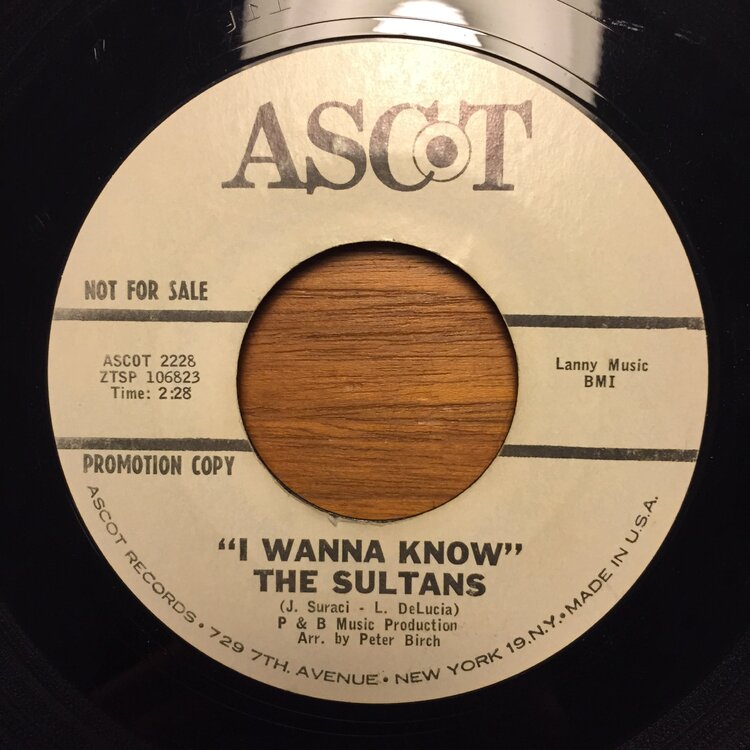 ASCOT
NOT FOR SALE
ASCOT 2228
ZTSP 106823
Time: 2:28
Lanny Music
BMI
PROMOTION COPY
"I WANNA KNOW"
THE SULTANS
(J. Suraci - L. DeLucia)
P & B Music Production
Arr. by Peter Birch
ASCOT RECORDS • 729 7TH. AVENUE • NEW YORK 19, N.Y. • MADE IN U.S.A.